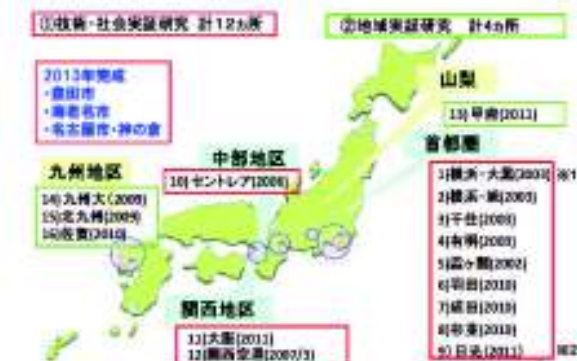 ①技術・社会実証研究 計12カ所
②地域実証研究 計4カ所
2013年完成
・豊田市
・海老名市
・名古屋市・神の倉
山梨
13)甲府(2011)
首都圏
1)横浜・大黒(2003) ※1
2)横浜・旭(2003)
3)千住(2003)
4)有明(2003)
5)霞ヶ関(2002)
6)羽田(2010)
7)成田(2010)
8)杉並(2010)
9)日光(2011) ※2
中部地区
10)セントレア(2006)
九州地区
14)九州大(2009)
15)北九州(2009)
16)佐賀(2010)
関西地区
11)大阪(2011)
12)関西空港(2007/3)